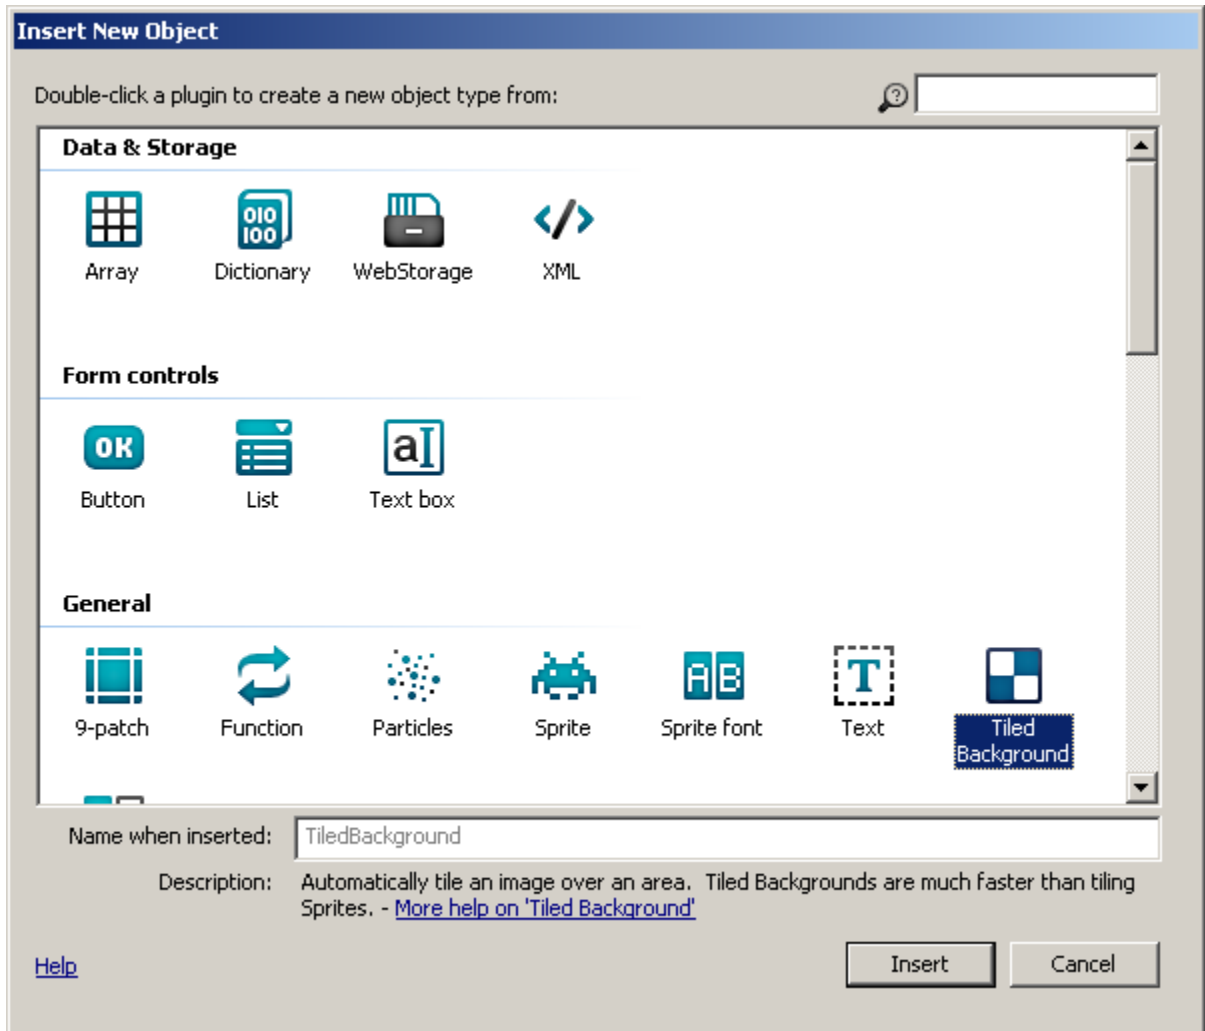 Insert New Object
Double-click a plugin to create a new object type from:
Data & Storage
Array
Dictionary
WebStorage
XML
Form controls
Button
List
Text box
General
9-patch
Function
Particles
Sprite
Sprite font
Text
Tiled
Background
Name when inserted: TiledBackground
Description: Automatically tile an image over an area.  Tiled Backgrounds are much faster than tiling
Sprites. - More help on 'Tiled Background'
Help
Insert
Cancel